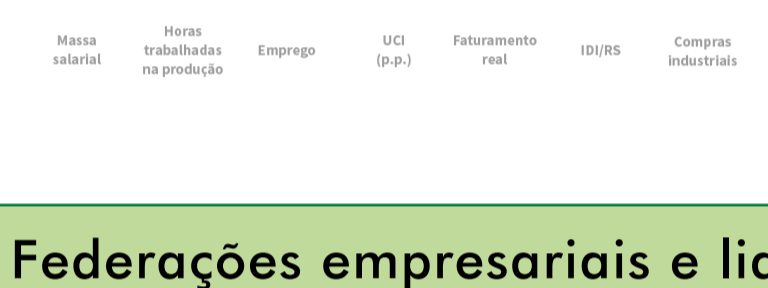 Massa
salarial
Horas
trabalhadas
na produção
Emprego
UCI
(p.p.)
Faturamento
real
IDI/RS
Compras
industriais
Federações empresariais e